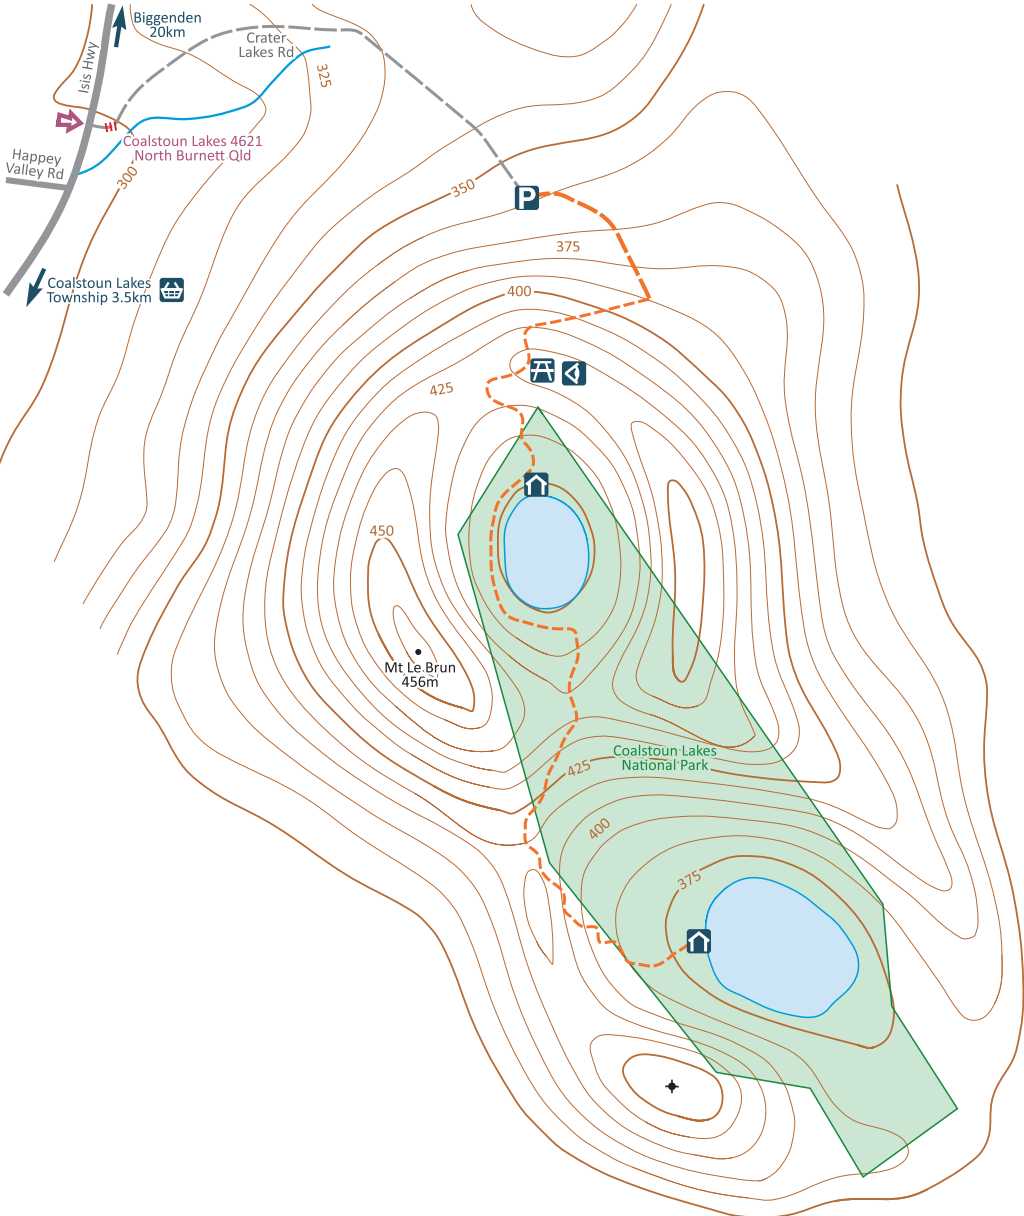 Biggenden
20km
Isis Hwy
Crater
Lakes Rd
325
Coalstoun Lakes 4621
North Burnett Qld
Happey
Valley Rd
300
350
P
375
Coalstoun Lakes
Township 3.5km
400
425
450
Mt Le Brun
456m
Coalstoun Lakes
National Park
425
400
375